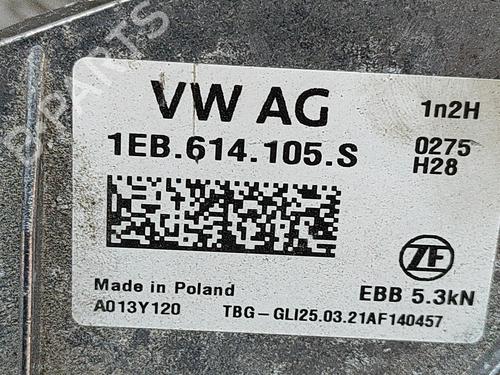 VW AG
1n2H
1EB.614.105.S
0275
H28
ZF
Made in Poland
EBB 5.3kN
A013Y120
TBG-GLI25.03.21AF140457